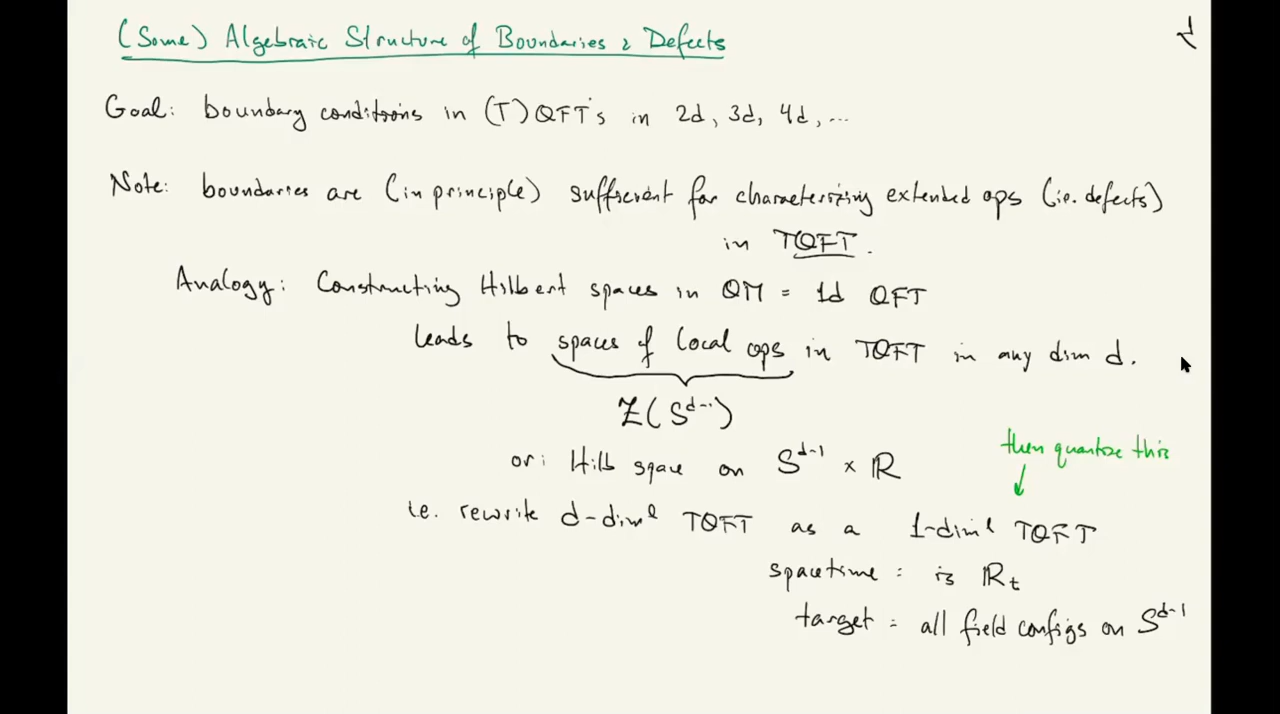 (Some) Algebraic Structure of Boundaries & Defects
Goal: boundary conditions in (T)QFT's in 2d, 3d, 4d, ...
Note: boundaries are (in principle) sufficient for characterizing extended ops (i.e. defects)
in TQFT.
Analogy: Constructing Hilbert spaces in QM = 1d QFT
leads to spaces of local ops in TQFT in any dim d.
Z(S^{d-1})
then quantize this
or: Hilb space on S^{d-1} × ℝ
i.e. rewrite d-dim'l TQFT as a 1-dim'l TQFT
spacetime: is ℝ_t
target = all field configs on S^{d-1}